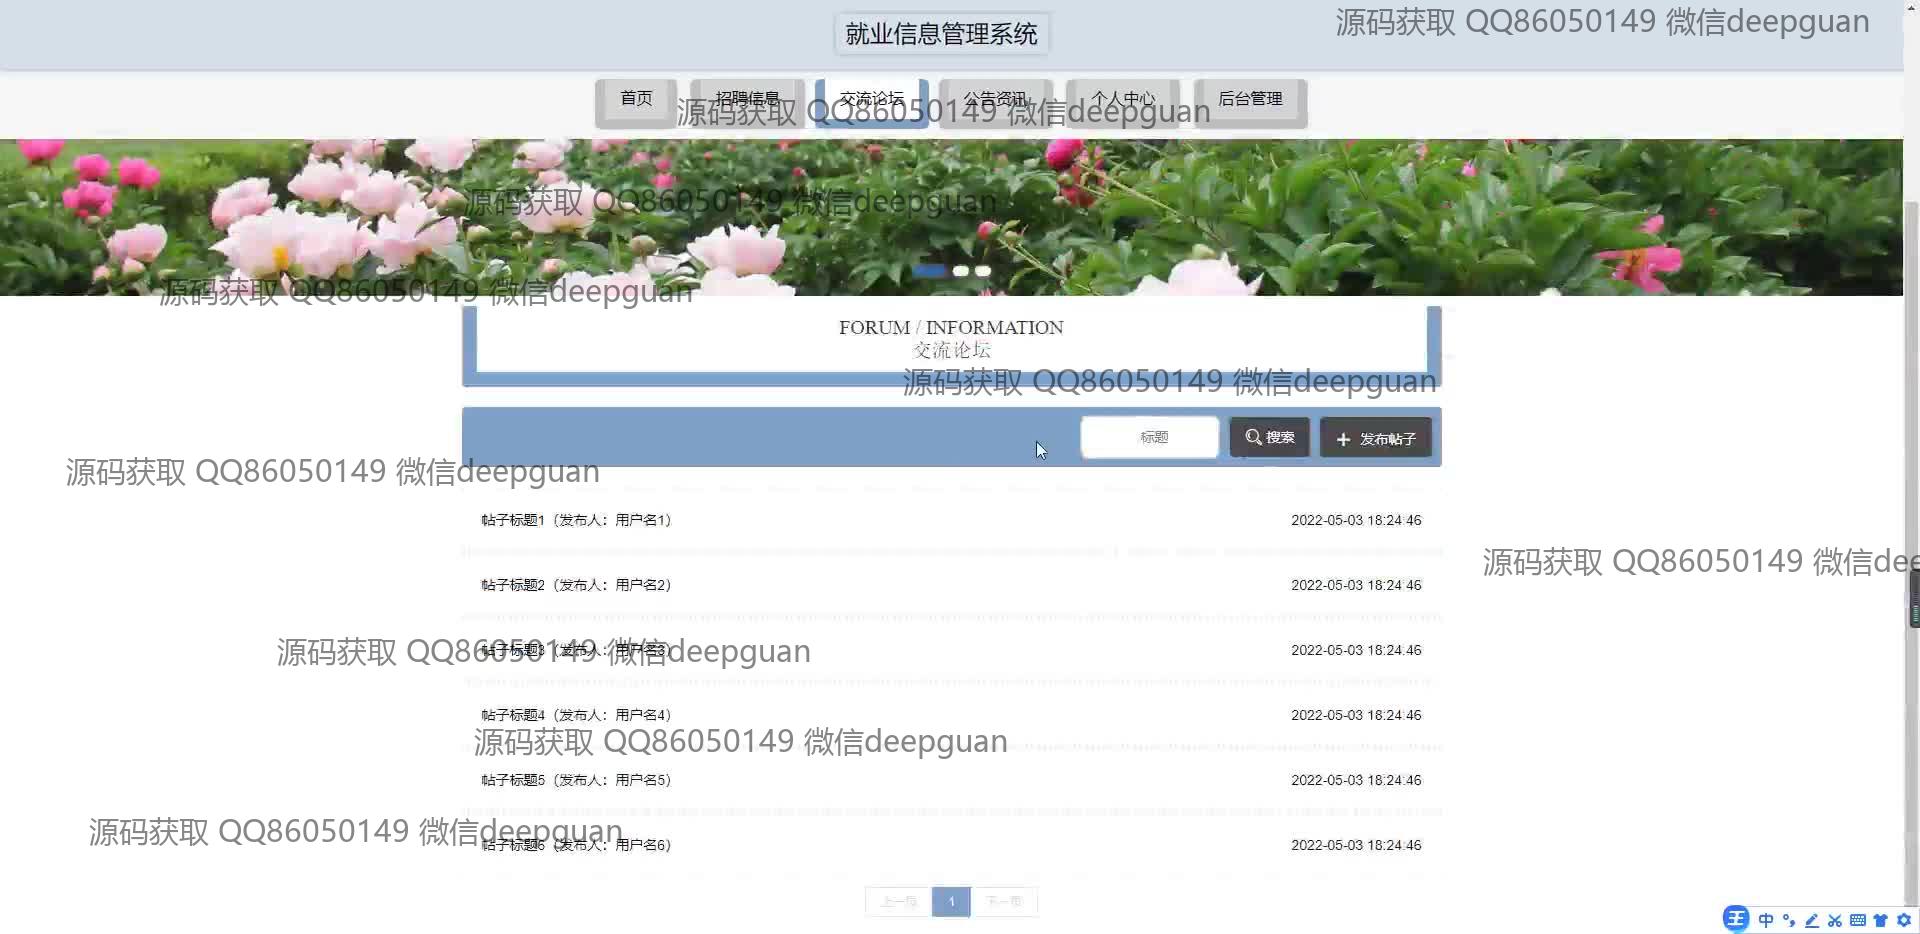 就业信息管理系统
源码获取 QQ86050149 微信deepguan
首页 招聘信息 交流论坛 公告资讯 个人中心 后台管理
源码获取 QQ86050149 微信deepguan
源码获取 QQ86050149 微信deepguan
源码获取 QQ86050149 微信deepguan
FORUM / INFORMATION
交流论坛
源码获取 QQ86050149 微信deepguan
标题 搜索 + 发布帖子
源码获取 QQ86050149 微信deepguan
帖子标题1（发布人：用户名1） 2022-05-03 18:24:46
源码获取 QQ86050149 微信dee
帖子标题2（发布人：用户名2） 2022-05-03 18:24:46
帖子标题3（发布人：用户名3） 2022-05-03 18:24:46
源码获取 QQ86050149 微信deepguan
帖子标题4（发布人：用户名4） 2022-05-03 18:24:46
源码获取 QQ86050149 微信deepguan
帖子标题5（发布人：用户名5） 2022-05-03 18:24:46
源码获取 QQ86050149 微信deepguan
帖子标题6（发布人：用户名6） 2022-05-03 18:24:46
上一页 1 下一页
王 中